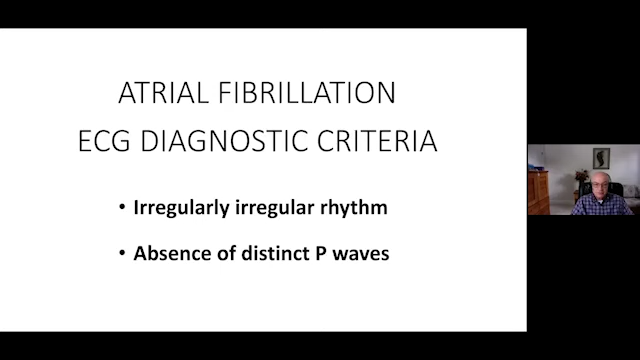 ATRIAL FIBRILLATION
ECG DIAGNOSTIC CRITERIA
• Irregularly irregular rhythm
• Absence of distinct P waves